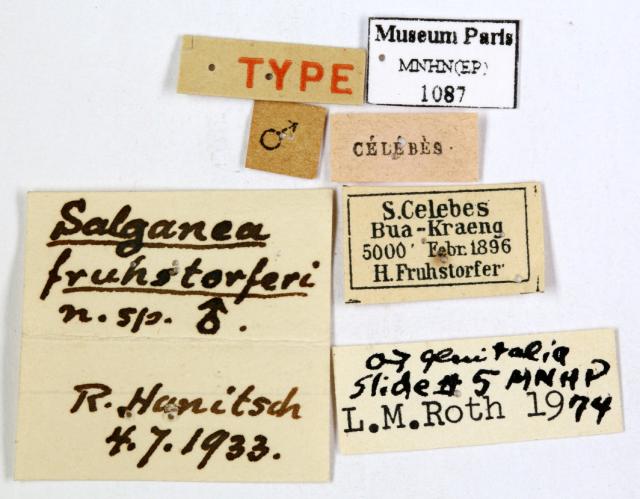 TYPE
Museum Paris
MNHN(EP)
1087
♂
CÉLÉBÈS
S. Celebes
Bua-Kraeng
5000' Febr. 1896
H. Fruhstorfer
Salganea
fruhstorferi
n. sp. ♂.
R. Hanitsch
4.7.1933.
♂ genitalia
slide # 5 MNHP
L.M.Roth 1974